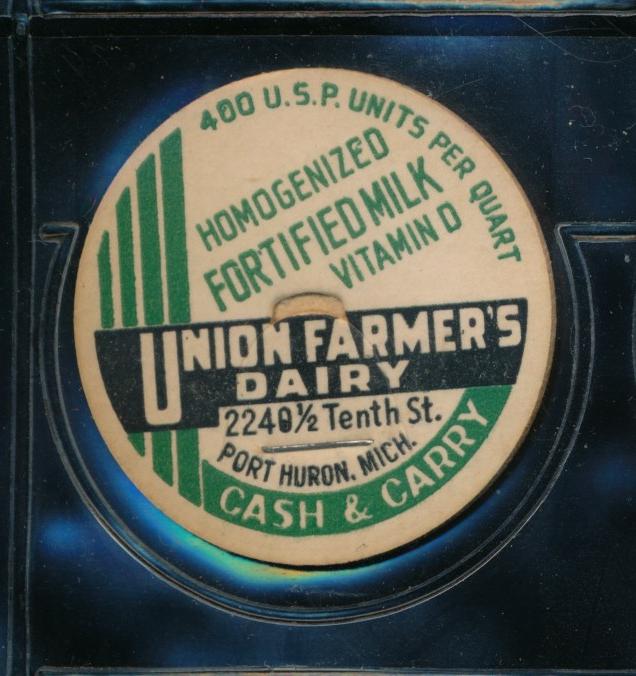 400 U.S.P. UNITS PER QUART
HOMOGENIZED
FORTIFIED MILK
VITAMIN D
UNION FARMER'S
DAIRY
2240½ Tenth St.
PORT HURON, MICH.
CASH & CARRY